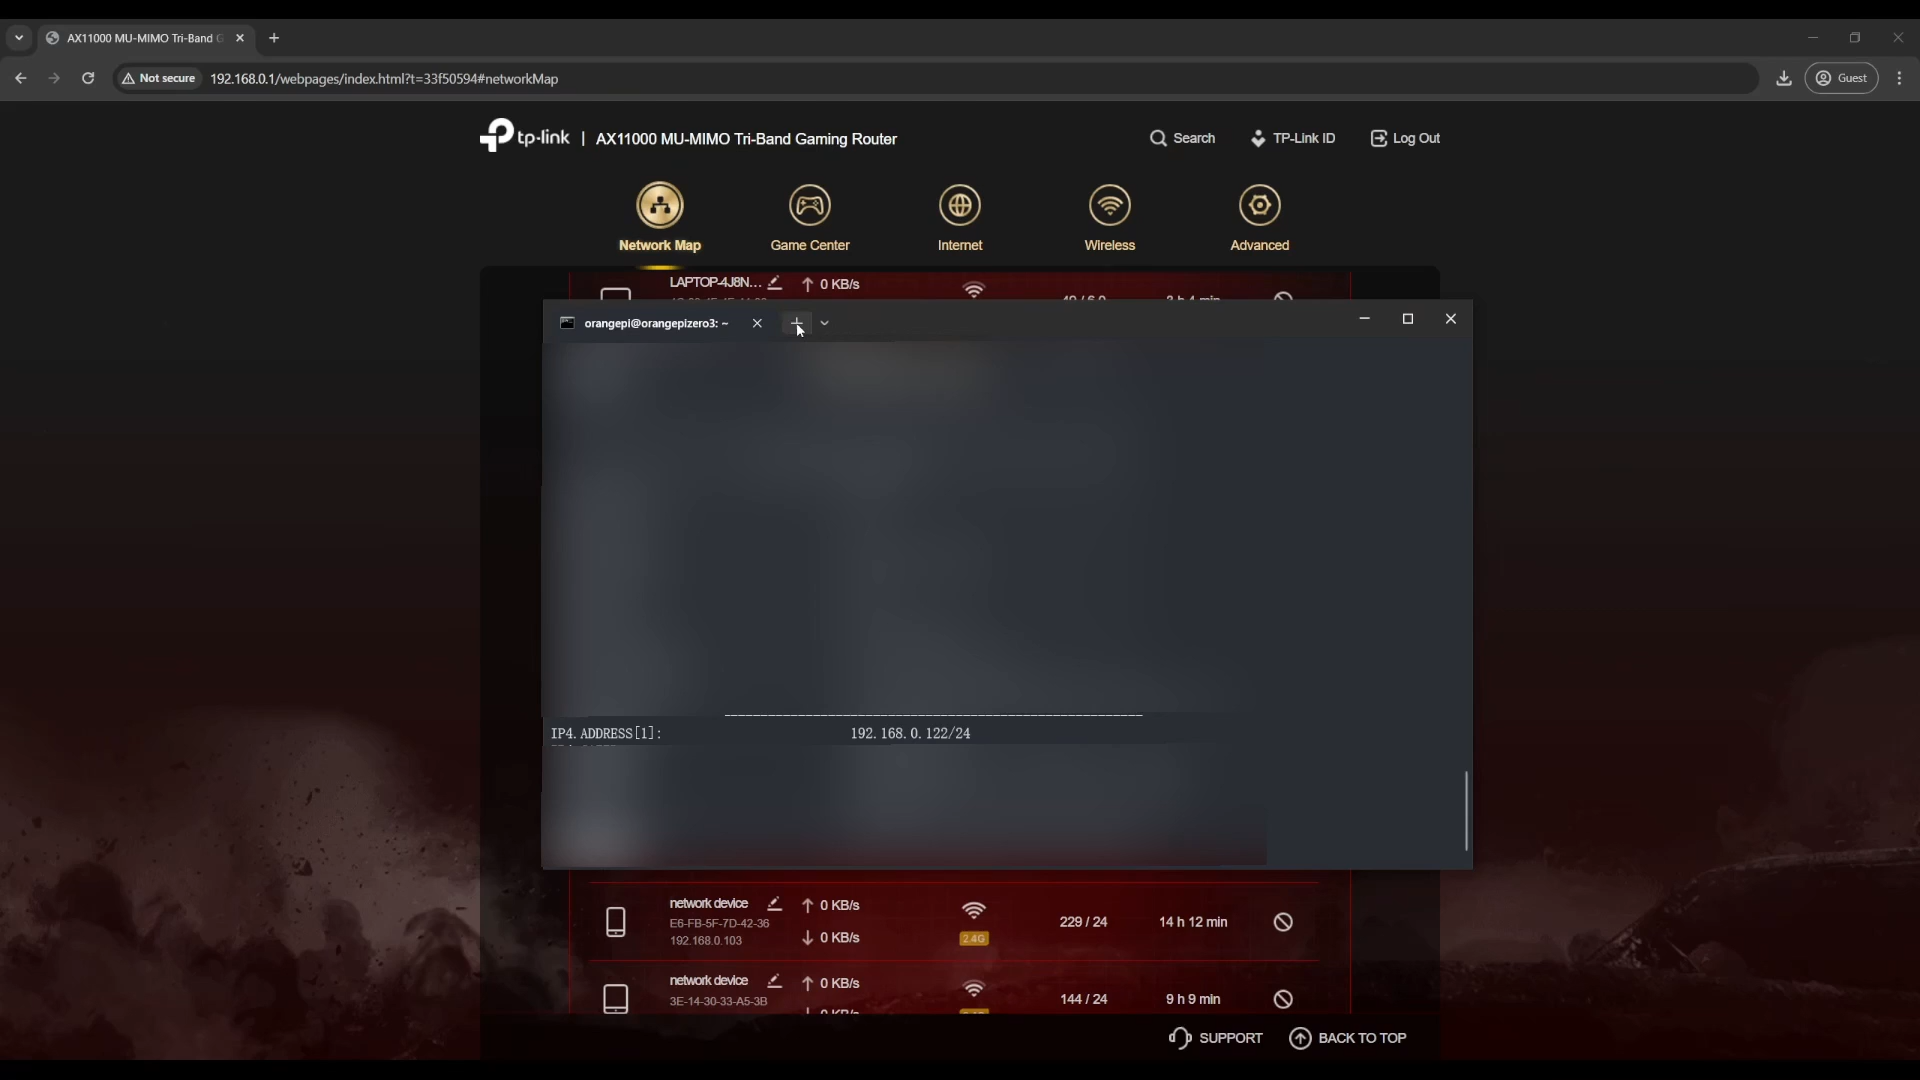 AX11000 MU-MIMO Tri-Band G
Not secure
192.168.0.1/webpages/index.html?t=33f50594#networkMap
Guest
tp-link | AX11000 MU-MIMO Tri-Band Gaming Router
Search
TP-Link ID
Log Out
Network Map
Game Center
Internet
Wireless
Advanced
LAPTOP-4J8N...
0 KB/s
orangepi@orangepizero3: ~
IP4.ADDRESS[1]: 192.168.0.122/24
network device
E6-FB-5F-7D-42-36
192.168.0.103
0 KB/s
0 KB/s
2.4G
229 / 24
14 h 12 min
network device
3E-14-30-33-A5-3B
0 KB/s
144 / 24
9 h 9 min
SUPPORT
BACK TO TOP